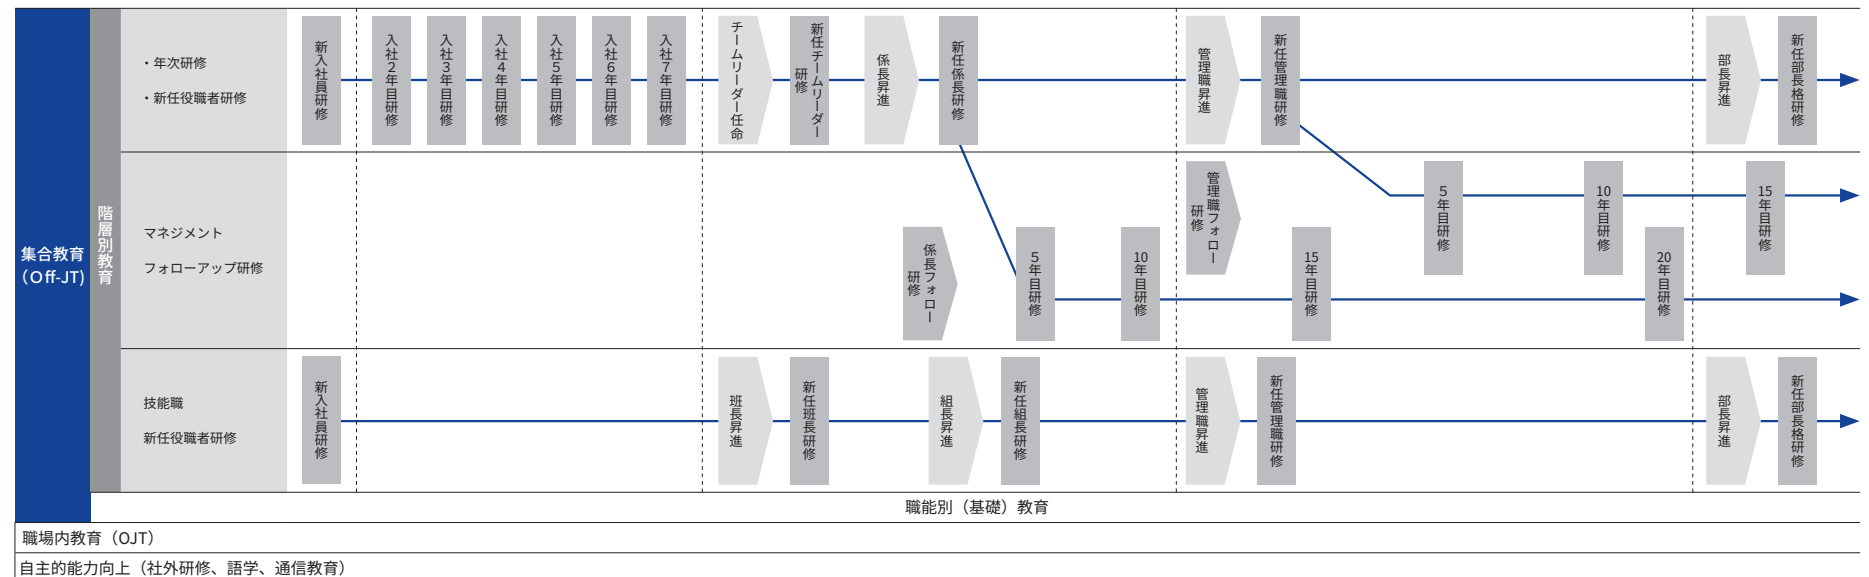 集合教育
（Off-JT)
階層別教育
・年次研修
・新任役職者研修
新入社員研修
入社２年目研修
入社３年目研修
入社４年目研修
入社５年目研修
入社６年目研修
入社７年目研修
チームリーダー任命
新任チームリーダー
研修
係長昇進
新任係長研修
管理職昇進
新任管理職研修
部長昇進
新任部長格研修
マネジメント
フォローアップ研修
係長フォロー
研修
５年目研修
10年目研修
管理職フォロー
研修
15年目研修
５年目研修
10年目研修
20年目研修
15年目研修
技能職
新任役職者研修
新入社員研修
班長昇進
新任班長研修
組長昇進
新任組長研修
管理職昇進
新任管理職研修
部長昇進
新任部長格研修
職能別（基礎）教育
職場内教育（OJT）
自主的能力向上（社外研修、語学、通信教育）